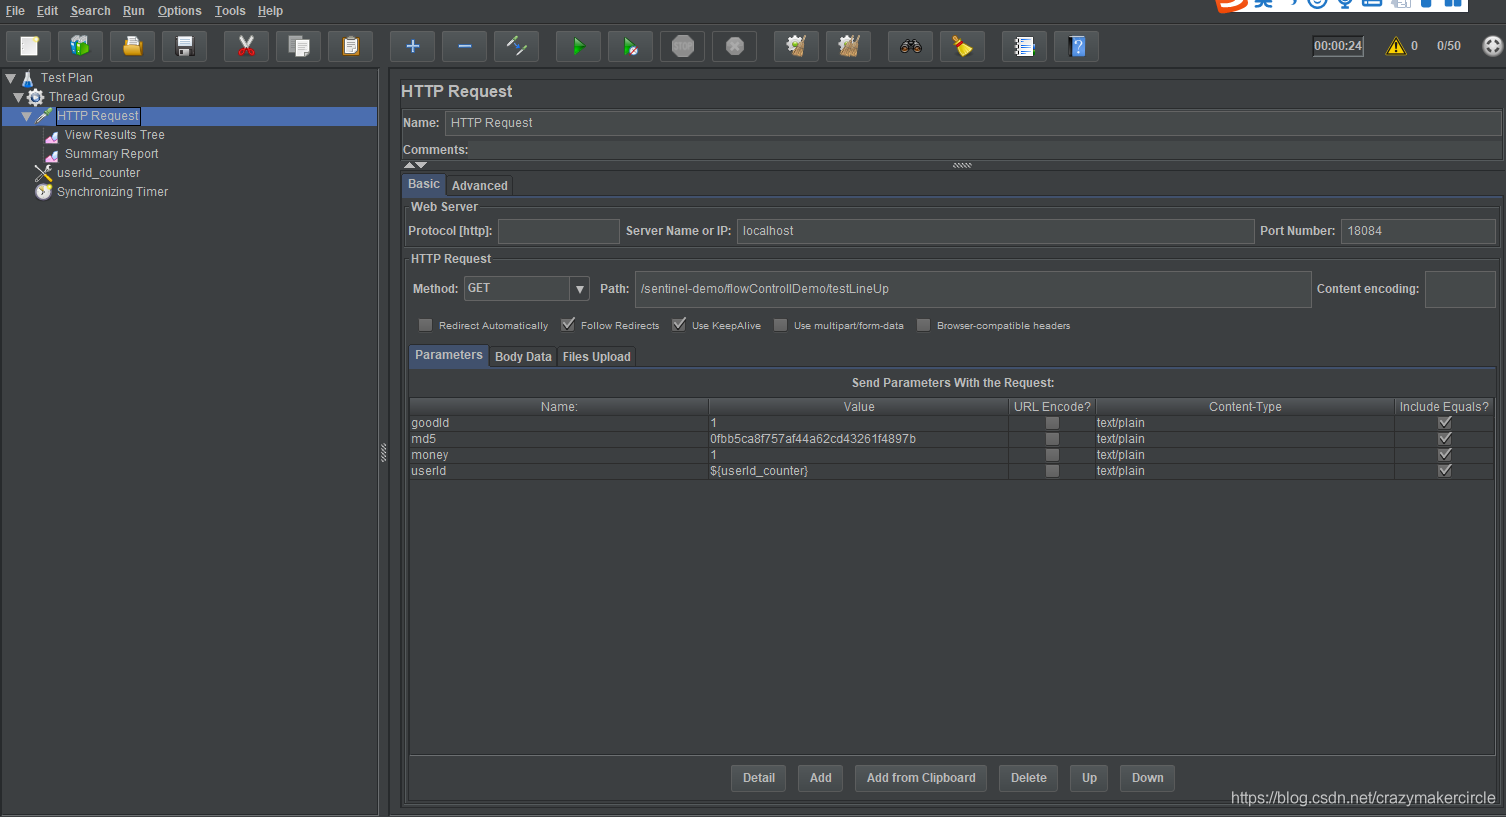 File Edit Search Run Options Tools Help
英
STOP
00:00:24 0 0/50
Test Plan
Thread Group
HTTP Request
View Results Tree
Summary Report
userId_counter
Synchronizing Timer
HTTP Request
Name: HTTP Request
Comments:
Basic Advanced
Web Server
Protocol [http]: Server Name or IP: localhost Port Number: 18084
HTTP Request
Method: GET Path: /sentinel-demo/flowControllDemo/testLineUp Content encoding:
Redirect Automatically Follow Redirects Use KeepAlive Use multipart/form-data Browser-compatible headers
Parameters Body Data Files Upload
Send Parameters With the Request:
Name: Value URL Encode? Content-Type Include Equals?
goodId 1 text/plain
md5 0fbb5ca8f757af44a62cd43261f4897b text/plain
money 1 text/plain
userId ${userId_counter} text/plain
Detail Add Add from Clipboard Delete Up Down
https://blog.csdn.net/crazymakercircle